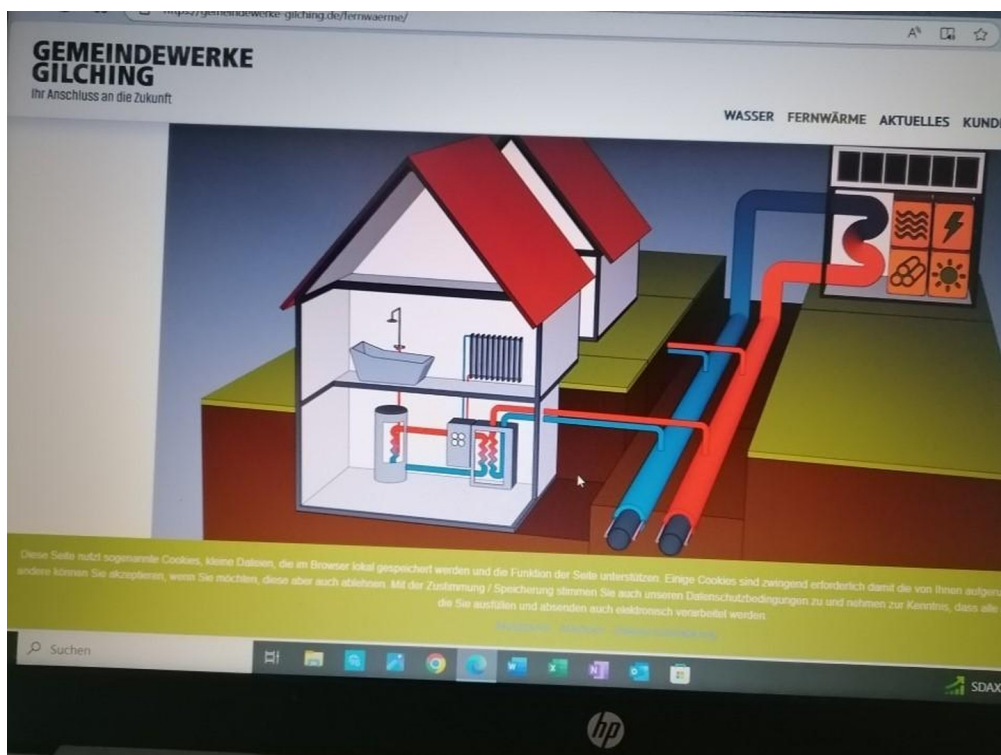 https://gemeindewerke-gilching.de/fernwaerme/
GEMEINDEWERKE
GILCHING
Ihr Anschluss an die Zukunft
WASSER FERNWÄRME AKTUELLES KUND
Diese Seite nutzt sogenannte Cookies, kleine Dateien, die im Browser lokal gespeichert werden und die Funktion der Seite unterstützen. Einige Cookies sind zwingend erforderlich damit die von Ihnen aufgeru
andere können Sie akzeptieren, wenn Sie möchten, diese aber auch ablehnen. Mit der Zustimmung / Speicherung stimmen Sie auch unseren Datenschutzbedingungen zu und nehmen zur Kenntnis, dass alle
die Sie ausfüllen und absenden auch elektronisch verarbeitet werden
Suchen
SDAX
hp